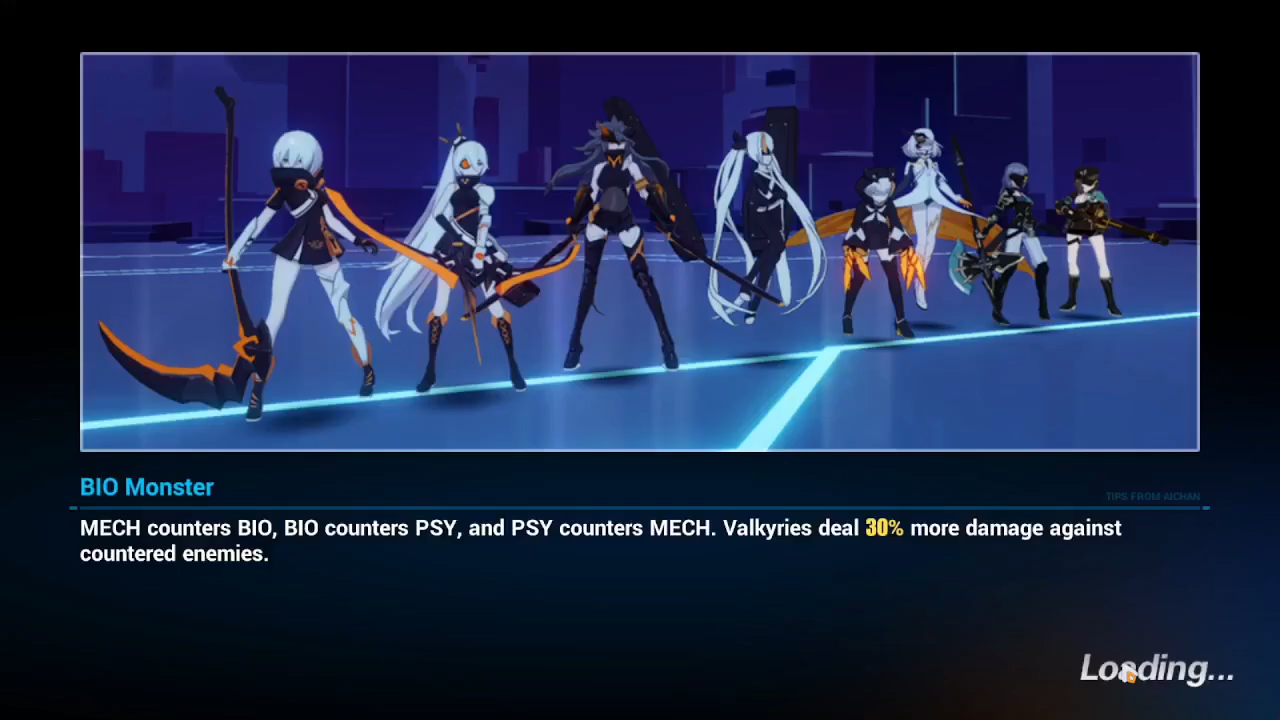 BIO Monster
TIPS FROM AICHAN
MECH counters BIO, BIO counters PSY, and PSY counters MECH. Valkyries deal 30% more damage against
countered enemies.
Loading...